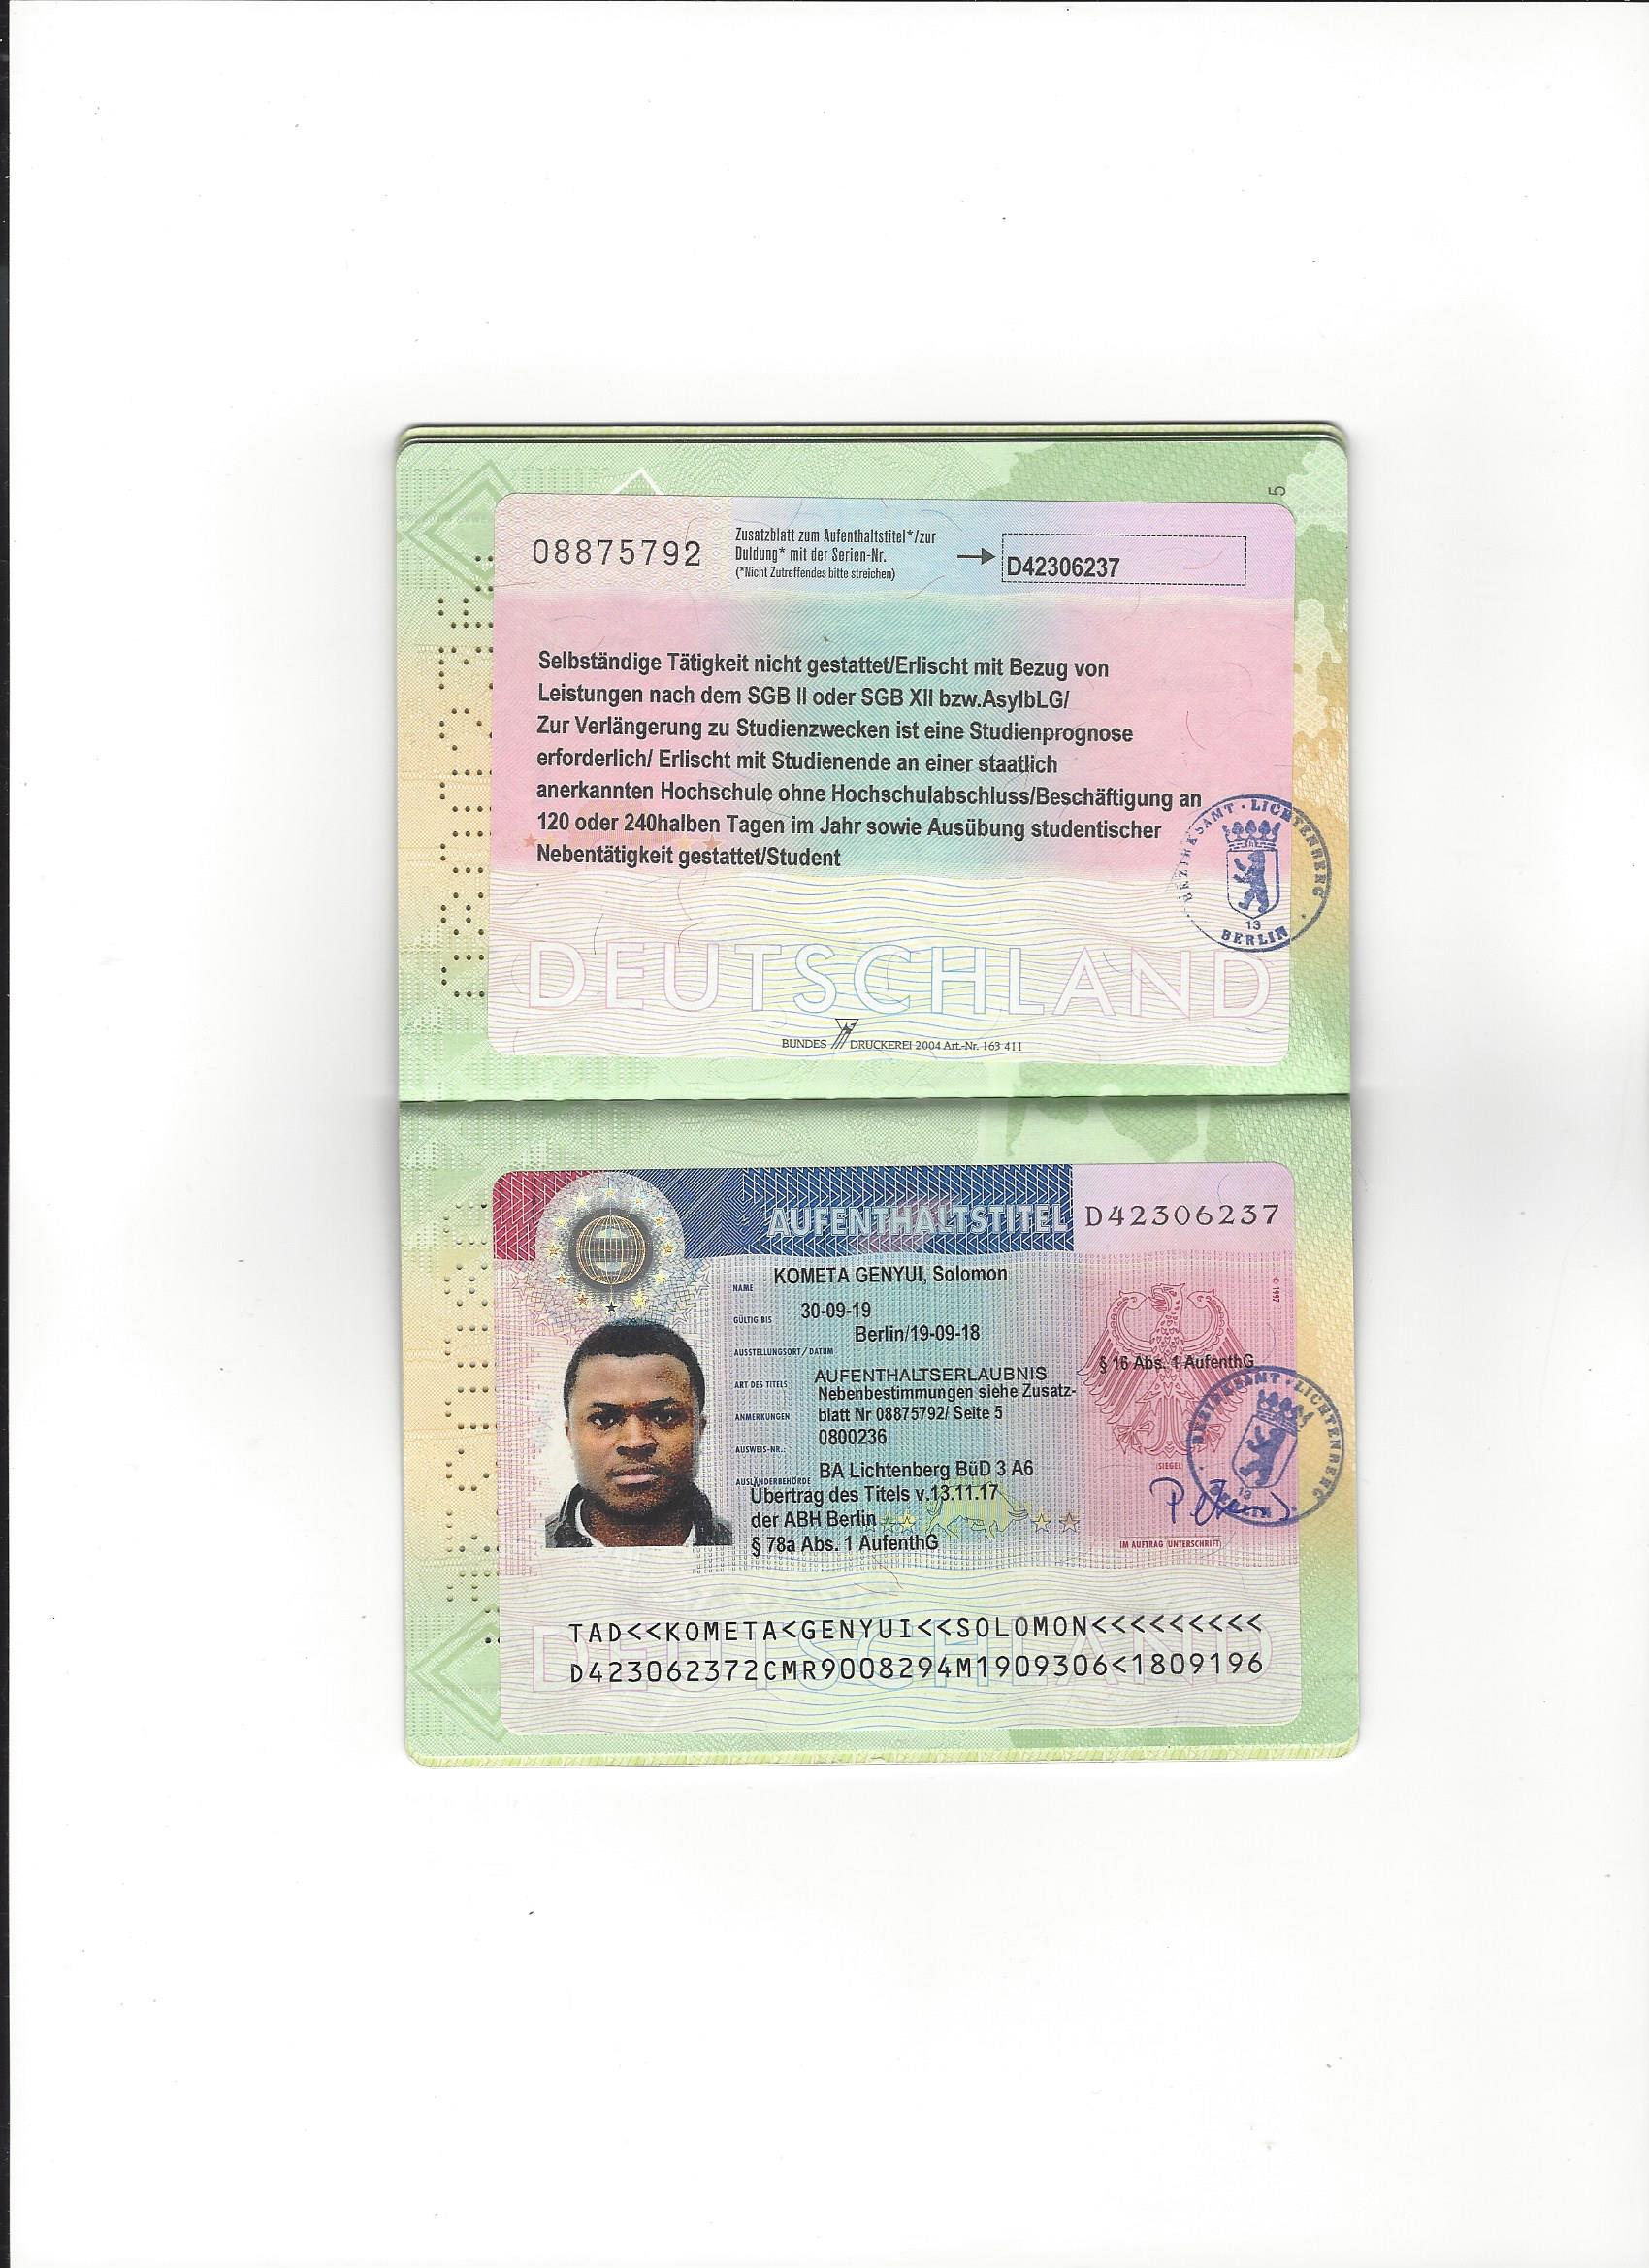 5
08875792
Zusatzblatt zum Aufenthaltstitel*/zur
Duldung* mit der Serien-Nr.
(*Nicht Zutreffendes bitte streichen)
D42306237
Selbständige Tätigkeit nicht gestattet/Erlischt mit Bezug von
Leistungen nach dem SGB II oder SGB XII bzw.AsylbLG/
Zur Verlängerung zu Studienzwecken ist eine Studienprognose
erforderlich/ Erlischt mit Studienende an einer staatlich
anerkannten Hochschule ohne Hochschulabschluss/Beschäftigung an
120 oder 240halben Tagen im Jahr sowie Ausübung studentischer
Nebentätigkeit gestattet/Student
BEZIRKSAMT · LICHTENBERG
13
BERLIN
DEUTSCHLAND
BUNDES DRUCKEREI 2004 Art.-Nr. 163 411
AUFENTHALTSTITEL
D42306237
NAME KOMETA GENYUI, Solomon
© 1997
GÜLTIG BIS 30-09-19
Berlin/19-09-18
AUSSTELLUNGSORT / DATUM
§ 16 Abs. 1 AufenthG
ART DES TITELS AUFENTHALTSERLAUBNIS
Nebenbestimmungen siehe Zusatz-
ANMERKUNGEN blatt Nr 08875792/ Seite 5
0800236
AUSWEIS-NR.:
SIEGEL
BEZIRKSAMT · LICHTENBERG
13
BERLIN
AUSLÄNDERBEHÖRDE BA Lichtenberg BüD 3 A6
Übertrag des Titels v.13.11.17
der ABH Berlin
§ 78a Abs. 1 AufenthG
IM AUFTRAG (UNTERSCHRIFT)
TAD<<KOMETA<GENYUI<<SOLOMON<<<<<<<<<
D423062372CMR9008294M1909306<1809196
DEUTSCHLAND